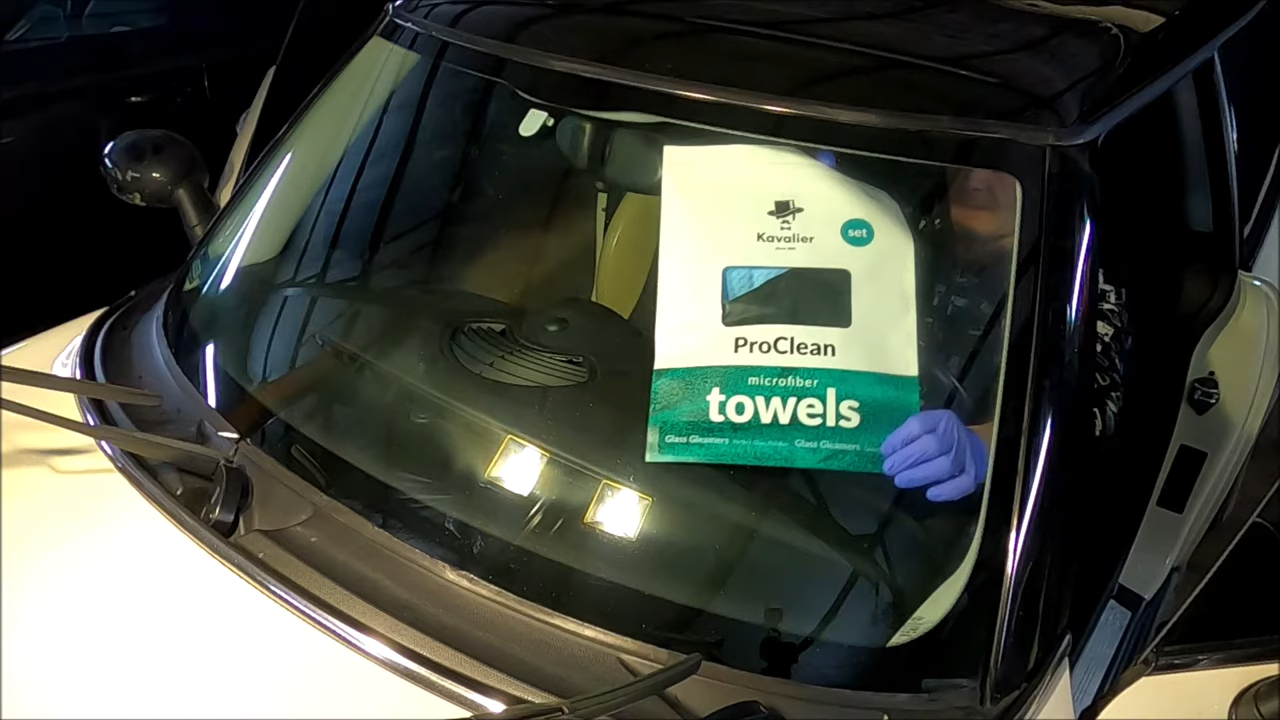 Kavalier
set
ProClean
microfiber
towels
Glass Gleamers Glass Gleamers